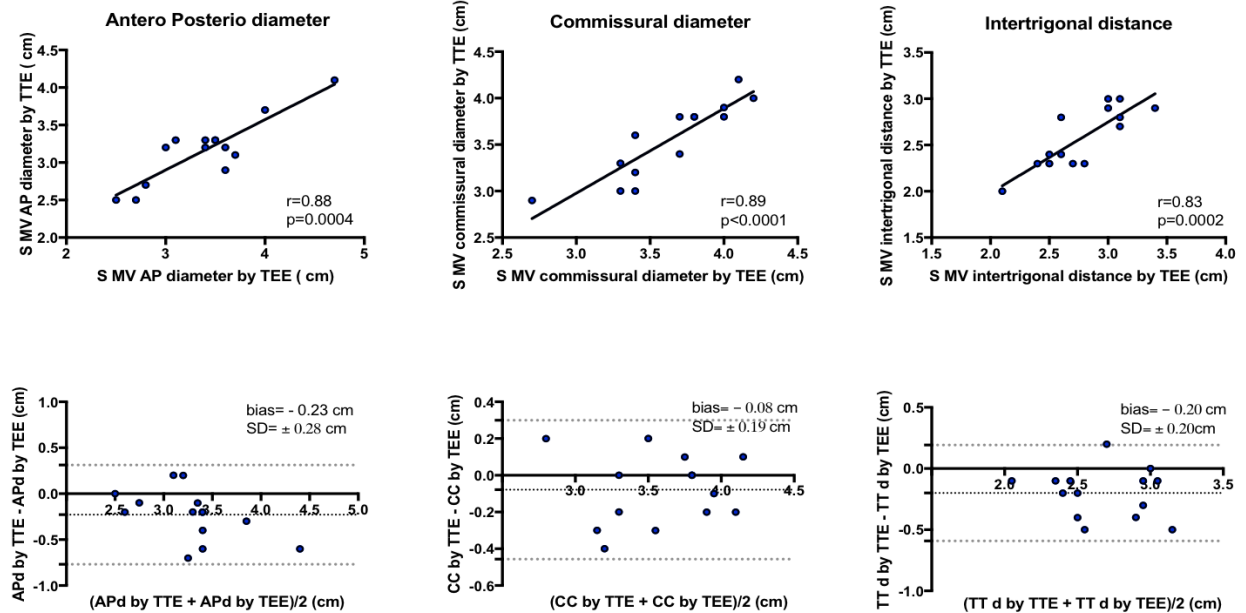 Antero Posterio diameter
S MV AP diameter by TTE ( cm)
4.5
4.0
3.5
3.0
2.5
2.0
2
3
4
5
r=0.88
p=0.0004
S MV AP diameter by TEE ( cm)
Commissural diameter
S MV commissural diameter by TTE (cm)
4.5
4.0
3.5
3.0
2.5
2.5
3.0
3.5
4.0
4.5
r=0.89
p<0.0001
S MV commissural diameter by TEE (cm)
Intertrigonal distance
S MV intertrigonal distance by TTE (cm)
3.5
3.0
2.5
2.0
1.5
1.5
2.0
2.5
3.0
3.5
4.0
r=0.83
p=0.0002
S MV intertrigonal distance by TEE (cm)
APd by TTE - APd by TEE (cm)
1.0
0.5
0.0
-0.5
-1.0
2.5
3.0
3.5
4.0
4.5
5.0
bias= - 0.23 cm
SD= ± 0.28 cm
(APd by TTE + APd by TEE)/2 (cm)
CC by TTE - CC by TEE (cm)
0.4
0.2
0.0
-0.2
-0.4
-0.6
3.0
3.5
4.0
4.5
bias= − 0.08 cm
SD= ± 0.19 cm
(CC by TTE + CC by TEE)/2 (cm)
TT d by TTE - TT d by TEE (cm)
0.5
0.0
-0.5
-1.0
2.0
2.5
3.0
3.5
bias= − 0.20 cm
SD= ± 0.20cm
(TT d by TTE + TT d by TEE)/2 (cm)